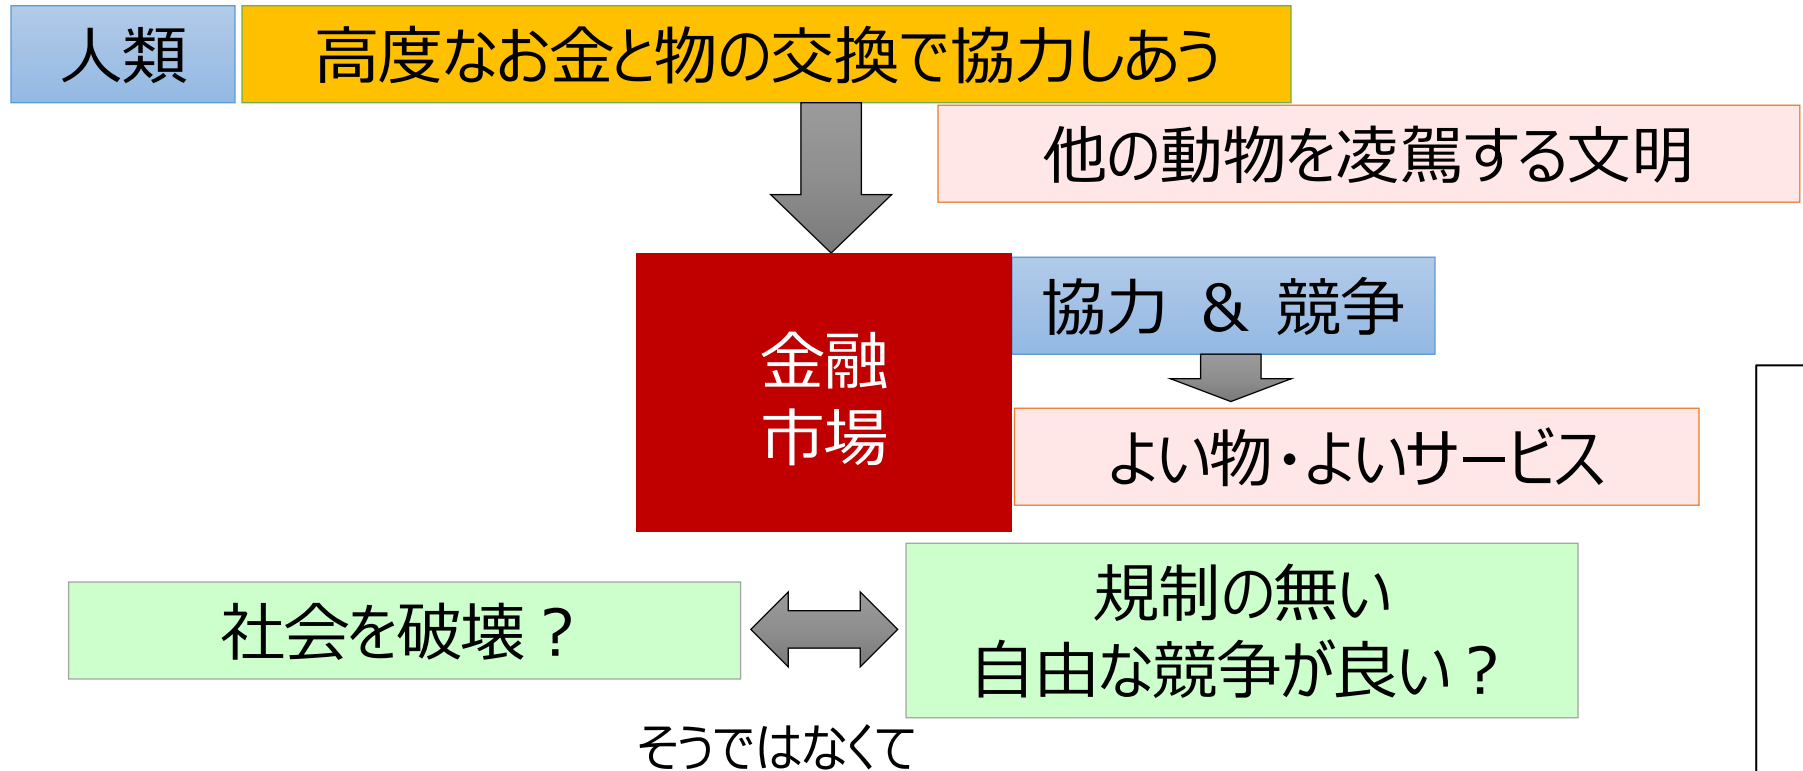 人類
高度なお金と物の交換で協力しあう
他の動物を凌駕する文明
金融
市場
協力 & 競争
よい物・よいサービス
社会を破壊？
規制の無い
自由な競争が良い？
そうではなくて